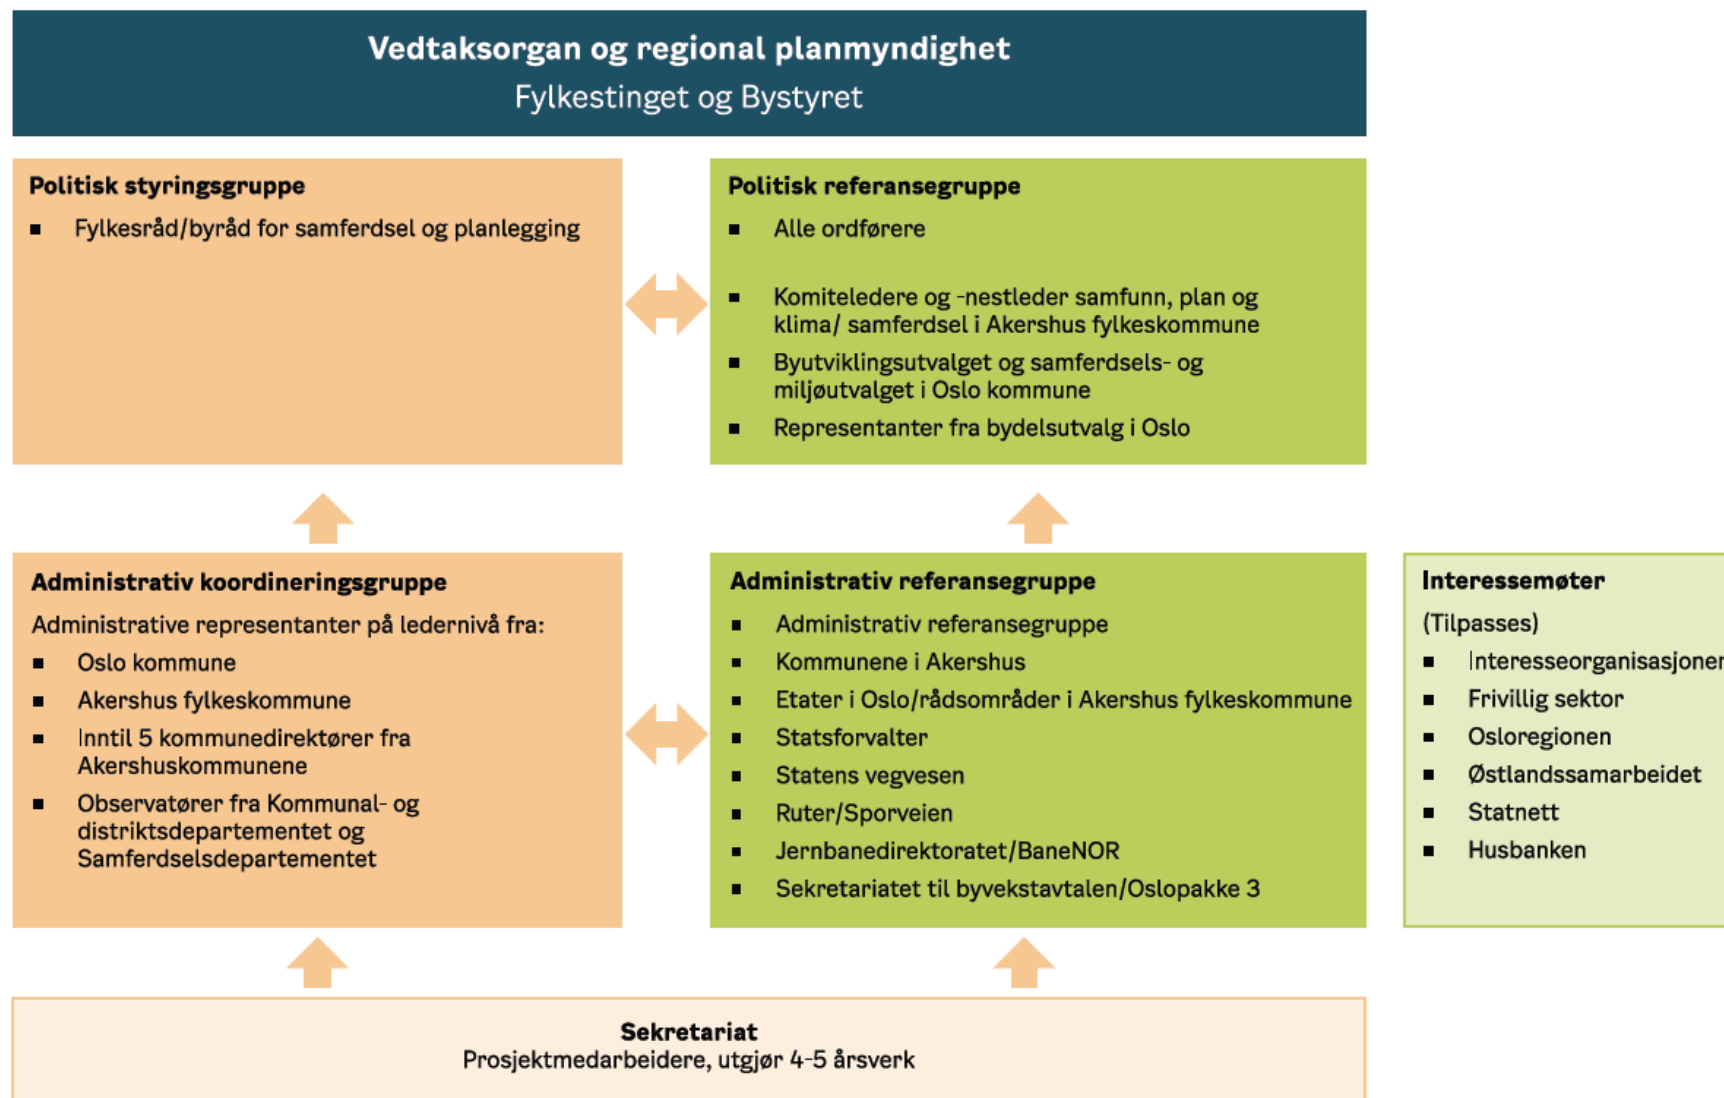 Vedtaksorgan og regional planmyndighet
Fylkestinget og Bystyret
Politisk styringsgruppe
▪ Fylkesråd/byråd for samferdsel og planlegging
Politisk referansegruppe
▪ Alle ordførere
▪ Komiteledere og -nestleder samfunn, plan og
klima/ samferdsel i Akershus fylkeskommune
▪ Byutviklingsutvalget og samferdsels- og
miljøutvalget i Oslo kommune
▪ Representanter fra bydelsutvalg i Oslo
Administrativ koordineringsgruppe
Administrative representanter på ledernivå fra:
▪ Oslo kommune
▪ Akershus fylkeskommune
▪ Inntil 5 kommunedirektører fra
Akershuskommunene
▪ Observatører fra Kommunal- og
distriktsdepartementet og
Samferdselsdepartementet
Administrativ referansegruppe
▪ Administrativ referansegruppe
▪ Kommunene i Akershus
▪ Etater i Oslo/rådsområder i Akershus fylkeskommune
▪ Statsforvalter
▪ Statens vegvesen
▪ Ruter/Sporveien
▪ Jernbanedirektoratet/BaneNOR
▪ Sekretariatet til byvekstavtalen/Oslopakke 3
Interessemøter
(Tilpasses)
▪ Interesseorganisasjoner
▪ Frivillig sektor
▪ Osloregionen
▪ Østlandssamarbeidet
▪ Statnett
▪ Husbanken
Sekretariat
Prosjektmedarbeidere, utgjør 4-5 årsverk